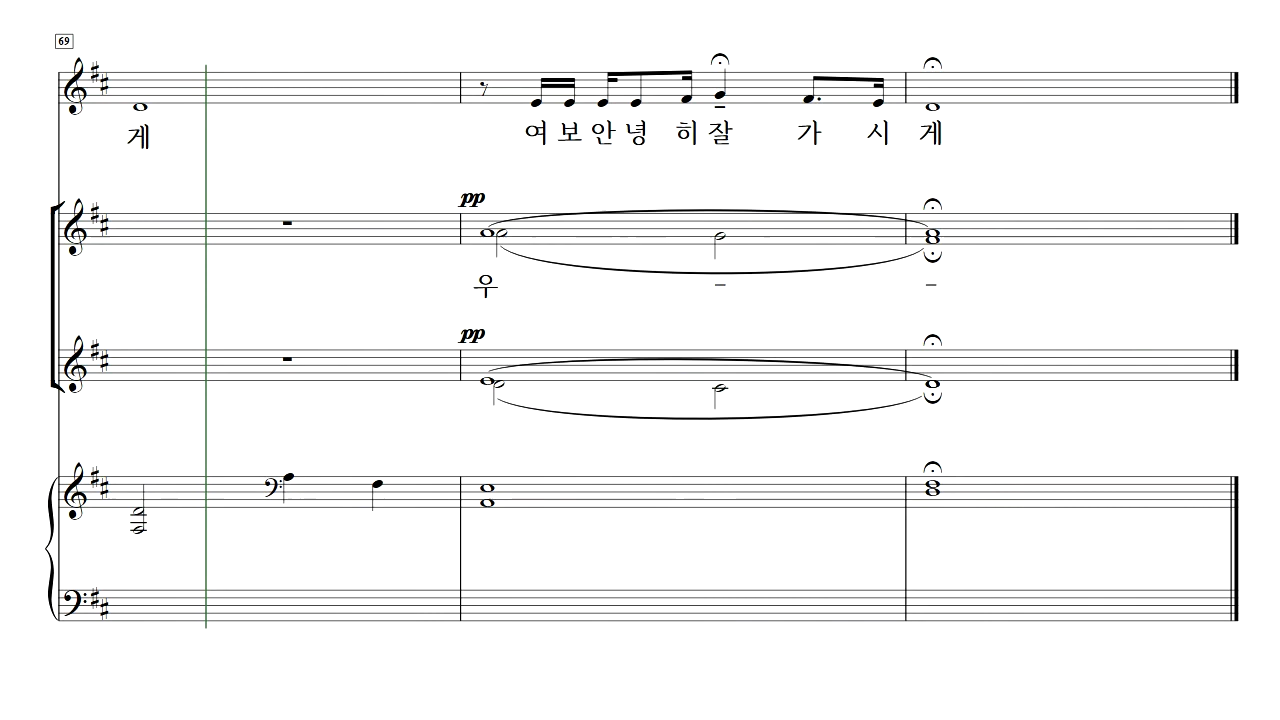 69
게 여 보 안 녕 히 잘 가 시 게
pp
우 – –
pp